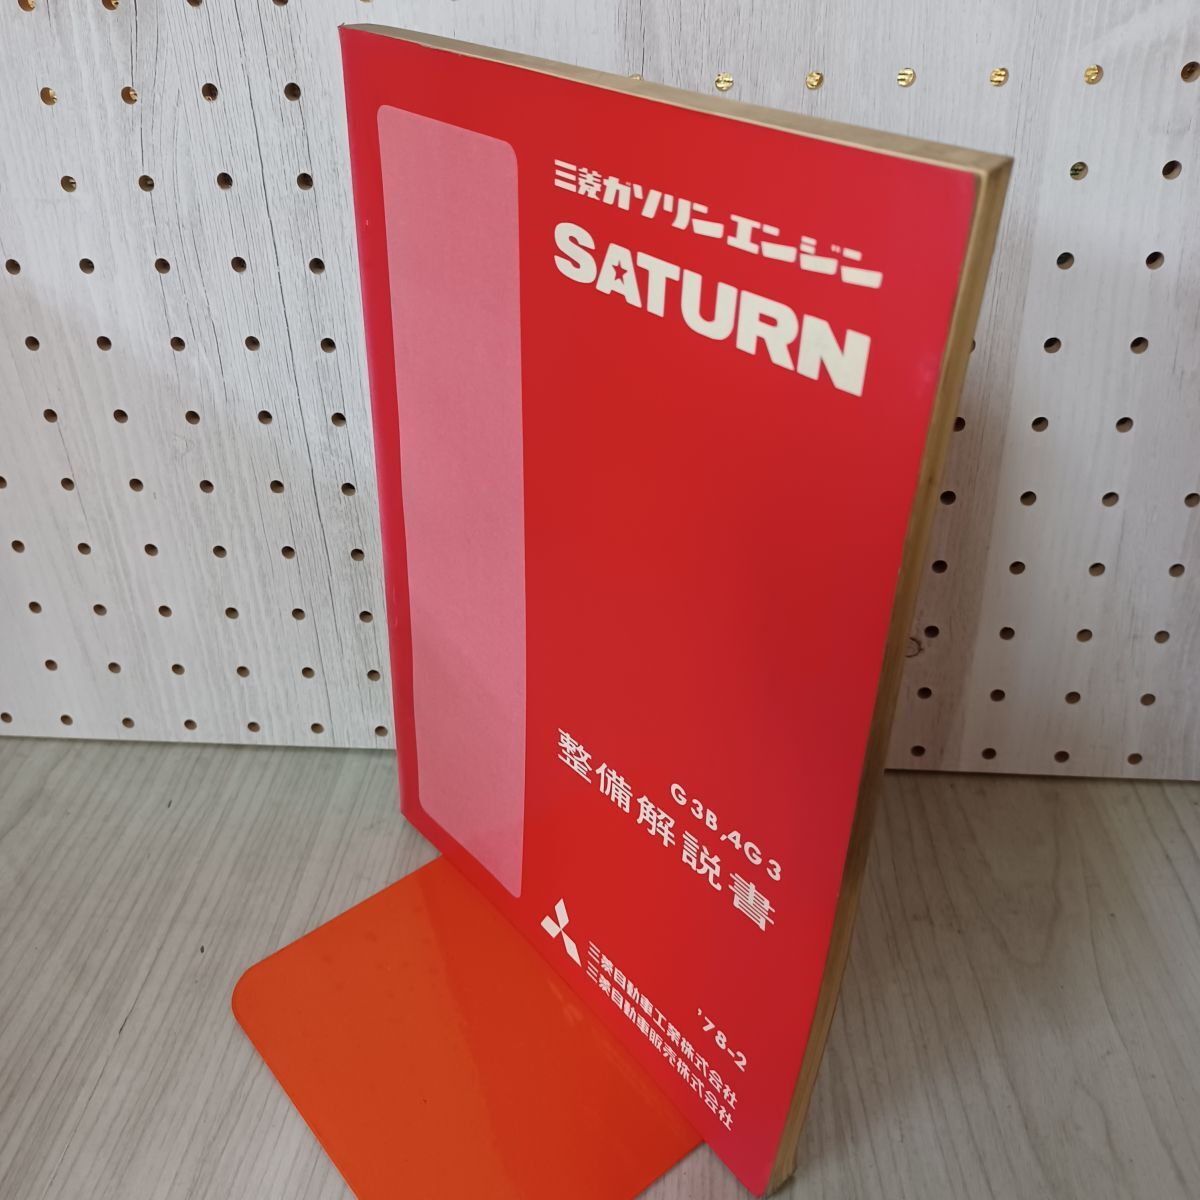 三菱ガソリンエンジン
SATURN
G3B,4G3
整備解説書
'78-2
三菱自動車工業株式会社
三菱自動車販売株式会社